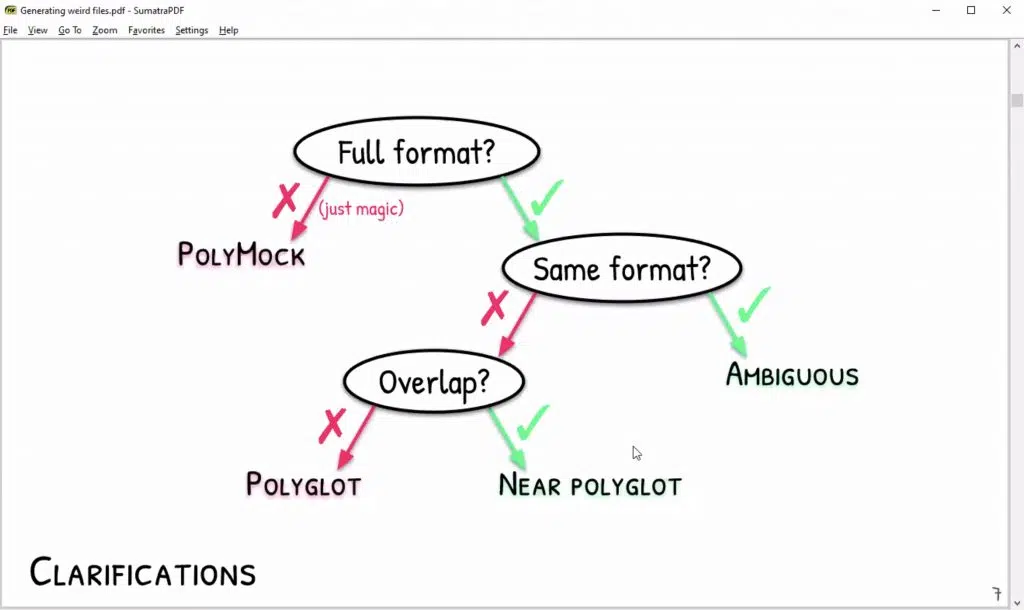 Generating weird files.pdf - SumatraPDF
File View Go To Zoom Favorites Settings Help
Full format?
(just magic)
PolyMock
Same format?
Ambiguous
Overlap?
Polyglot
Near polyglot
Clarifications
7